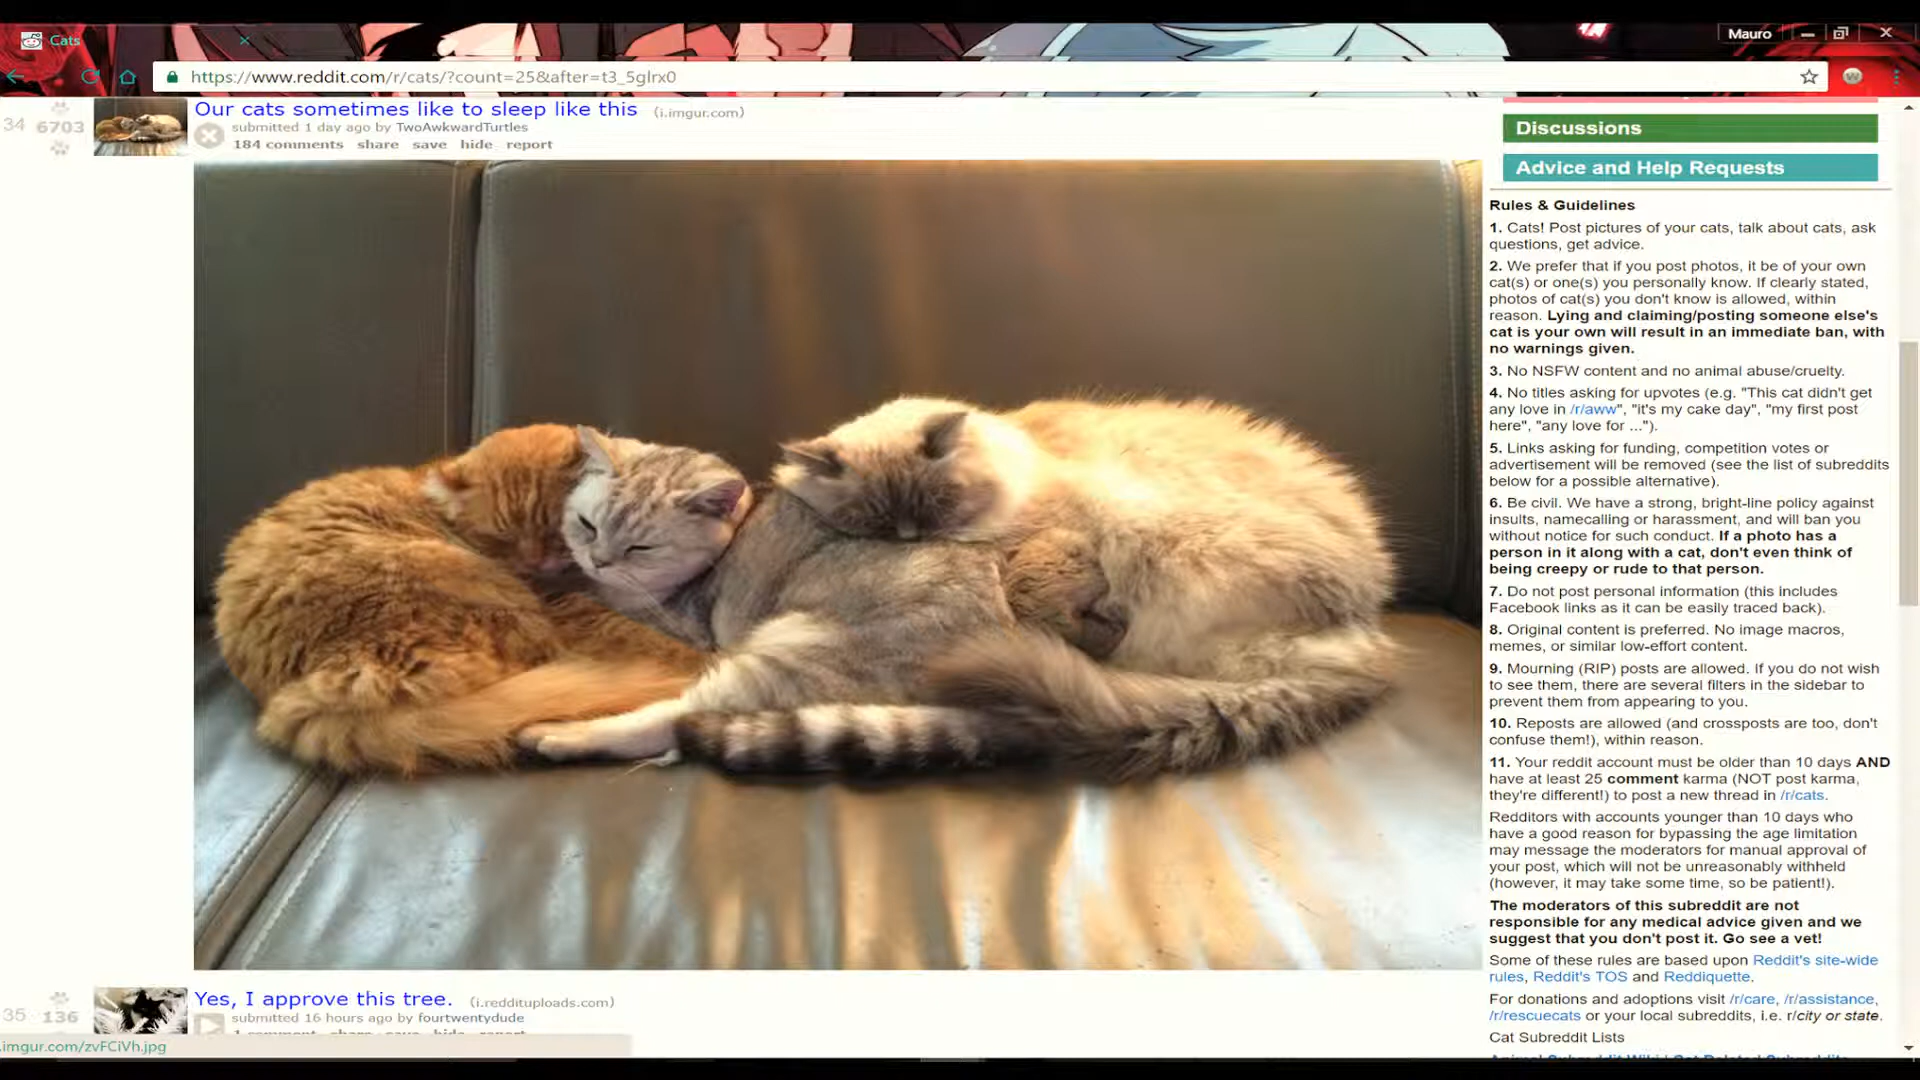 Cats
Mauro
https://www.reddit.com/r/cats/?count=25&after=t3_5glrx0
34
6703
Our cats sometimes like to sleep like this (i.imgur.com)
submitted 1 day ago by TwoAwkwardTurtles
184 comments share save hide report
35
136
Yes, I approve this tree. (i.reddituploads.com)
submitted 16 hours ago by fourtwentydude
1 comment share save hide report
.imgur.com/zvFCiVh.jpg
Discussions
Advice and Help Requests
Rules & Guidelines
1. Cats! Post pictures of your cats, talk about cats, ask
questions, get advice.
2. We prefer that if you post photos, it be of your own
cat(s) or one(s) you personally know. If clearly stated,
photos of cat(s) you don't know is allowed, within
reason. Lying and claiming/posting someone else's
cat is your own will result in an immediate ban, with
no warnings given.
3. No NSFW content and no animal abuse/cruelty.
4. No titles asking for upvotes (e.g. "This cat didn't get
any love in /r/aww", "it's my cake day", "my first post
here", "any love for ...").
5. Links asking for funding, competition votes or
advertisement will be removed (see the list of subreddits
below for a possible alternative).
6. Be civil. We have a strong, bright-line policy against
insults, namecalling or harassment, and will ban you
without notice for such conduct. If a photo has a
person in it along with a cat, don't even think of
being creepy or rude to that person.
7. Do not post personal information (this includes
Facebook links as it can be easily traced back).
8. Original content is preferred. No image macros,
memes, or similar low-effort content.
9. Mourning (RIP) posts are allowed. If you do not wish
to see them, there are several filters in the sidebar to
prevent them from appearing to you.
10. Reposts are allowed (and crossposts are too, don't
confuse them!), within reason.
11. Your reddit account must be older than 10 days AND
have at least 25 comment karma (NOT post karma,
they're different!) to post a new thread in /r/cats.
Redditors with accounts younger than 10 days who
have a good reason for bypassing the age limitation
may message the moderators for manual approval of
your post, which will not be unreasonably withheld
(however, it may take some time, so be patient!).
The moderators of this subreddit are not
responsible for any medical advice given and we
suggest that you don't post it. Go see a vet!
Some of these rules are based upon Reddit's site-wide
rules, Reddit's TOS and Reddiquette.
For donations and adoptions visit /r/care, /r/assistance,
/r/rescuecats or your local subreddits, i.e. r/city or state.
Cat Subreddit Lists
Animal Subreddit Wiki | Cat Related Subreddits